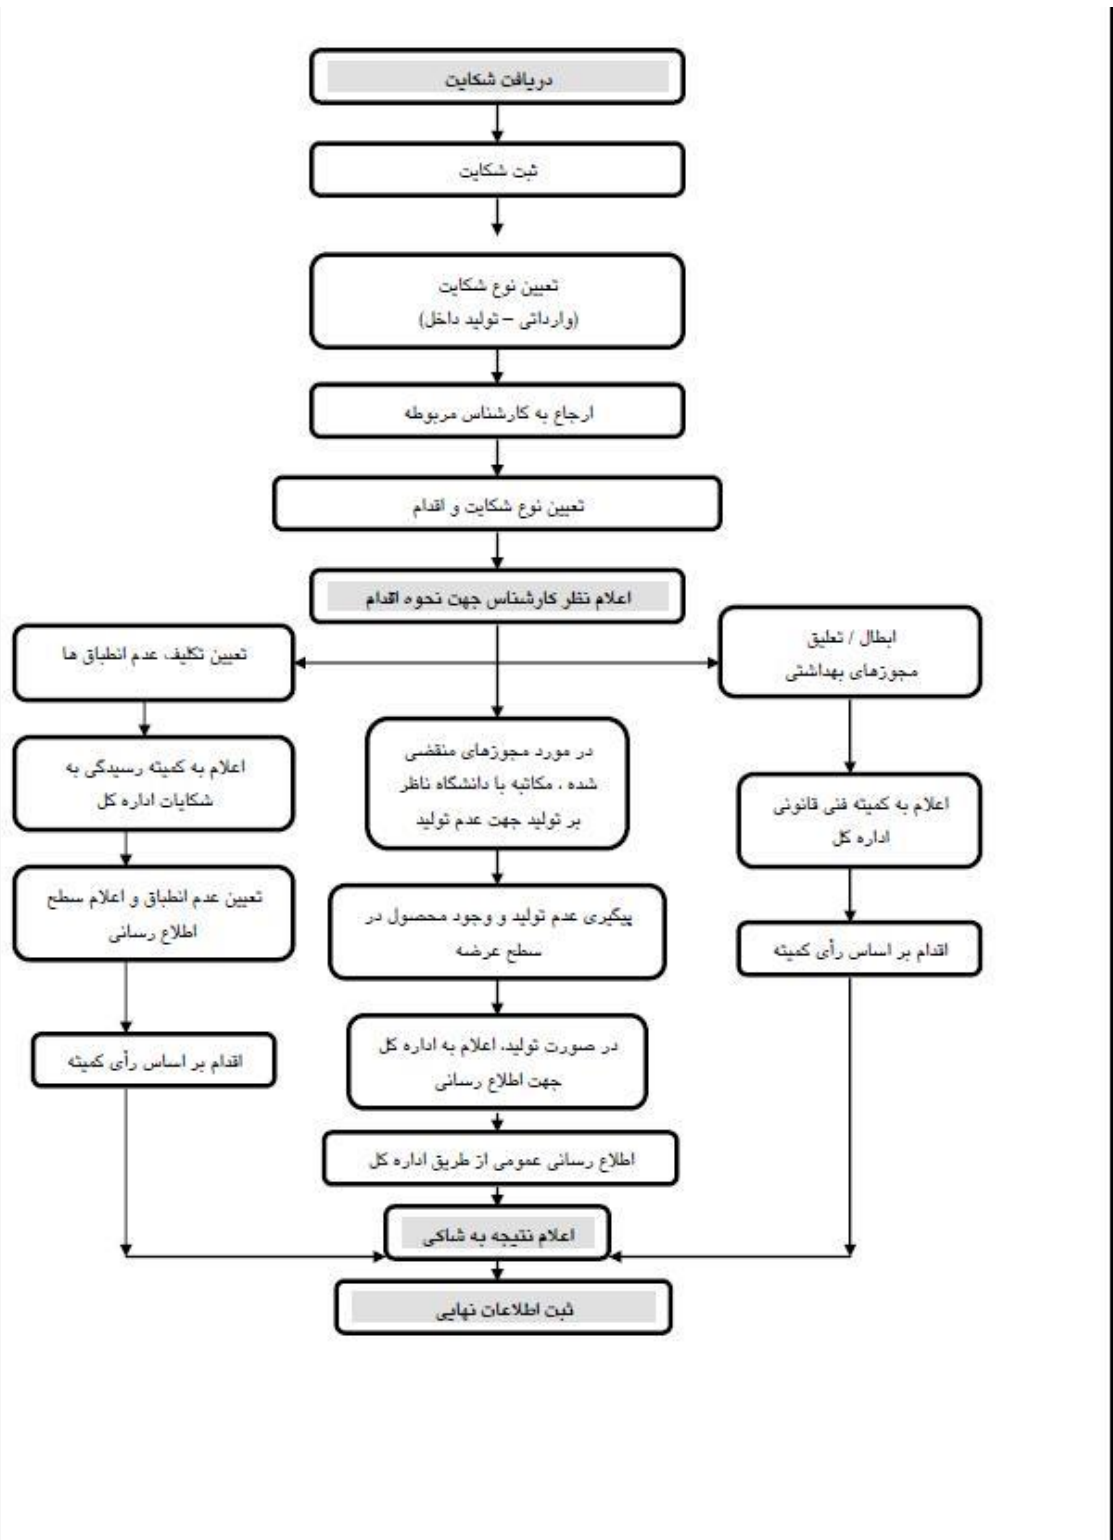 دریافت شکایت
ثبت شکایت
تعیین نوع شکایت
(وارداتی – تولید داخل)
ارجاع به کارشناس مربوطه
تعیین نوع شکایت و اقدام
اعلام نظر کارشناس جهت نحوه اقدام
ابطال / تعلیق
مجوزهای بهداشتی
اعلام به کمیته فنی قانونی
اداره کل
اقدام بر اساس رأی کمیته
در مورد مجوزهای منقضی
شده ، مکاتبه با دانشگاه ناظر
بر تولید جهت عدم تولید
پیگیری عدم تولید و وجود محصول در
سطح عرضه
در صورت تولید، اعلام به اداره کل
جهت اطلاع رسانی
اطلاع رسانی عمومی از طریق اداره کل
تعیین تکلیف عدم انطباق ها
اعلام به کمیته رسیدگی به
شکایات اداره کل
تعیین عدم انطباق و اعلام سطح
اطلاع رسانی
اقدام بر اساس رأی کمیته
اعلام نتیجه به شاکی
ثبت اطلاعات نهایی